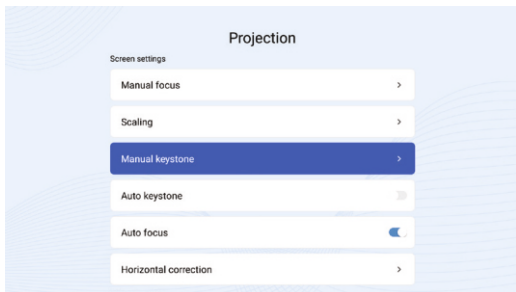 Projection
Screen settings
Manual focus
Scaling
Manual keystone
Auto keystone
Auto focus
Horizontal correction